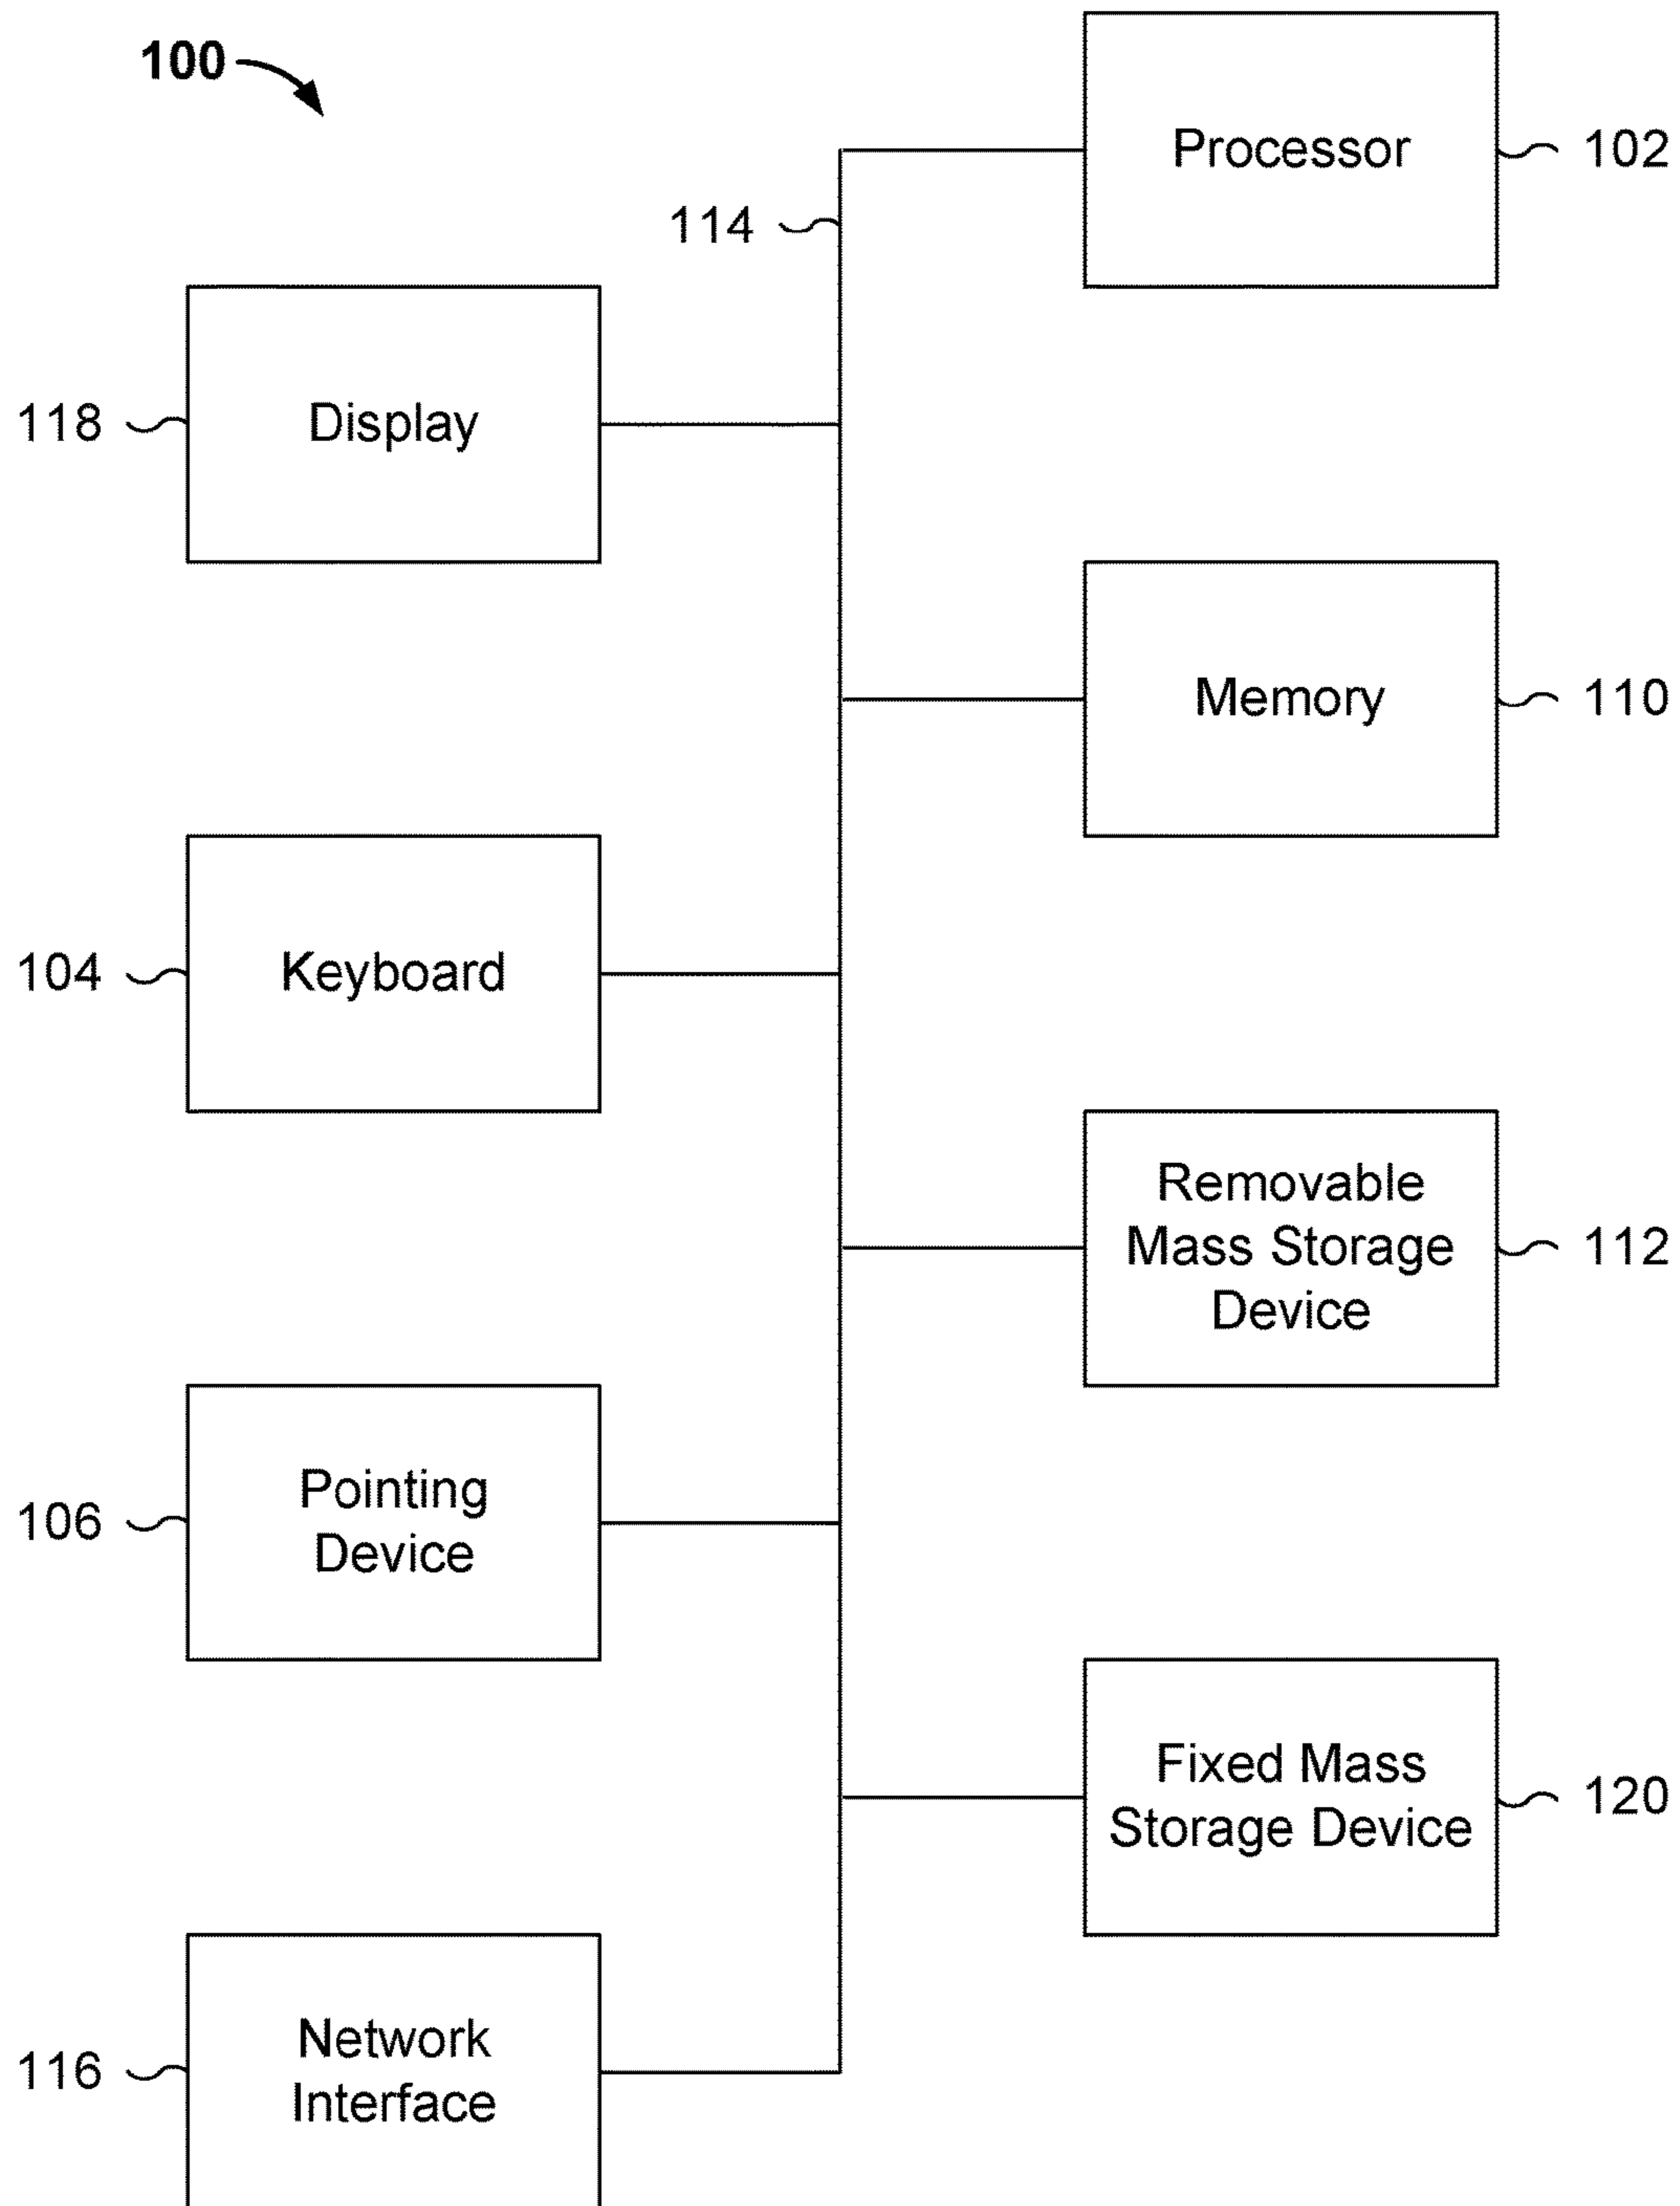 100
Processor
102
114
118
Display
Memory
110
104
Keyboard
Removable
Mass Storage
Device
112
106
Pointing
Device
Fixed Mass
Storage Device
120
116
Network
Interface